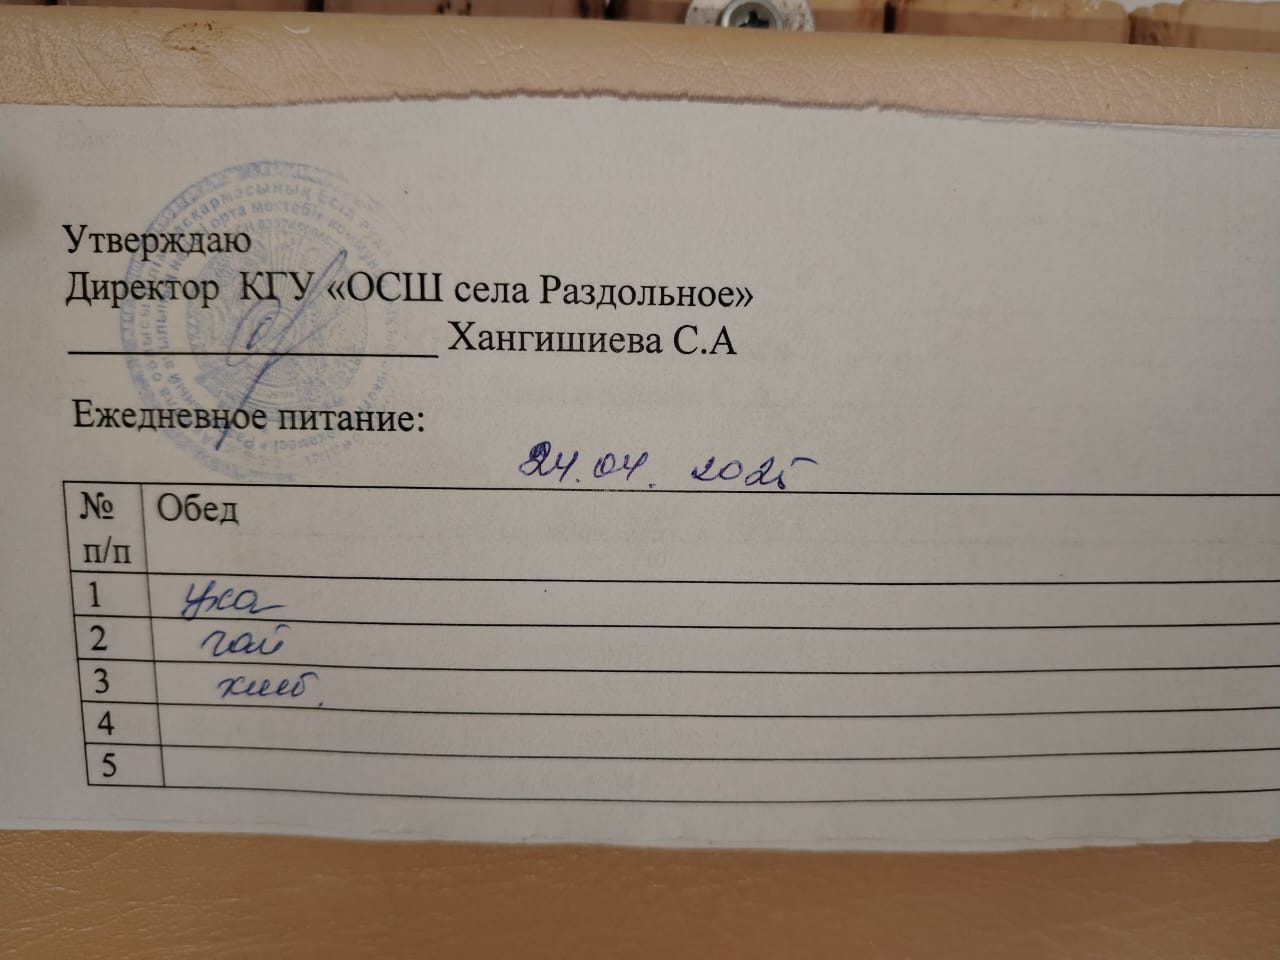 Утверждаю
Директор КГУ «ОСШ села Раздольное»
Хангишиева С.А
Ежедневное питание:
24.04. 2025
№ п/п Обед
1 уха
2 чай
3 хлеб.
4
5